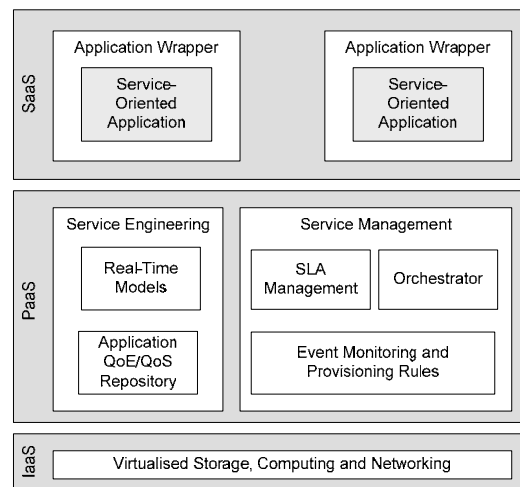 SaaS
Application Wrapper
Service-
Oriented
Application
Application Wrapper
Service-
Oriented
Application
PaaS
Service Engineering
Real-Time
Models
Application
QoE/QoS
Repository
Service Management
SLA
Management
Orchestrator
Event Monitoring and
Provisioning Rules
IaaS
Virtualised Storage, Computing and Networking